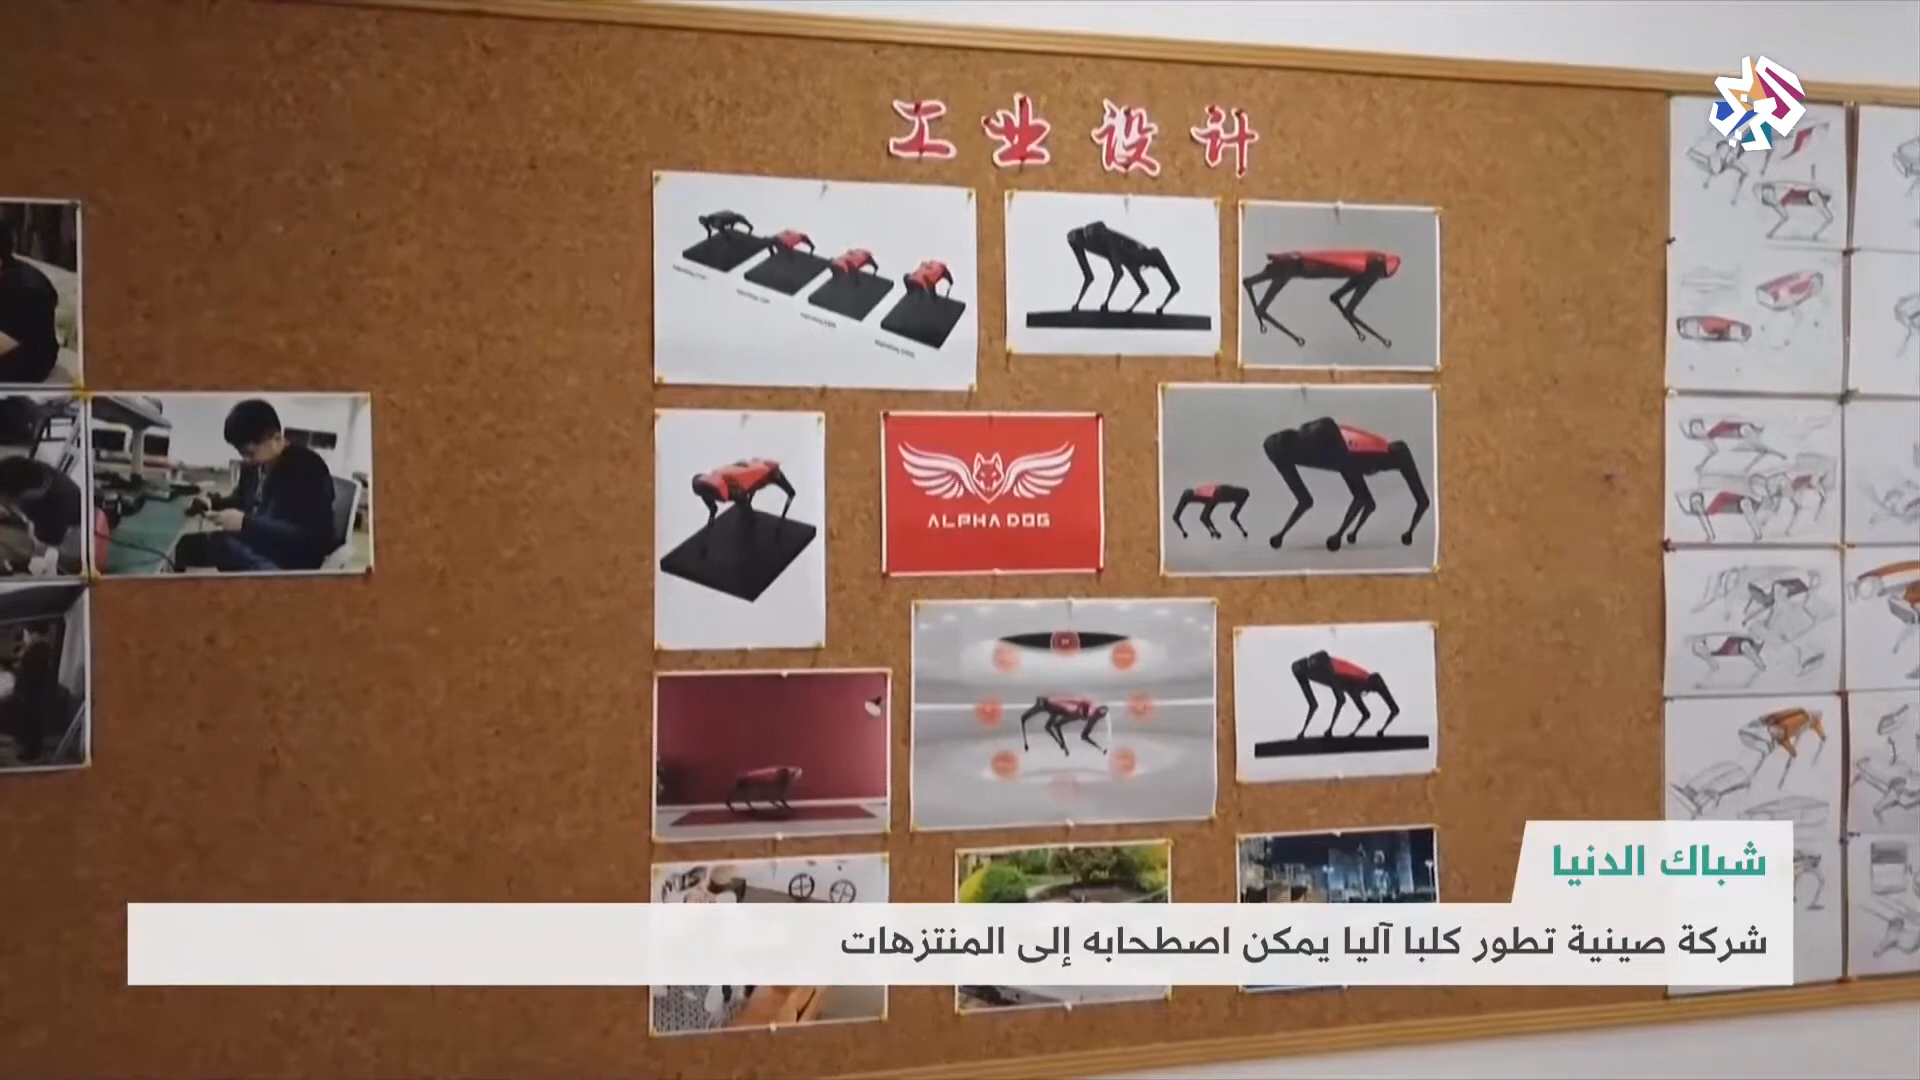 工业设计
ALPHA DOG
شباك الدنيا
شركة صينية تطور كلبا آليا يمكن اصطحابه إلى المنتزهات